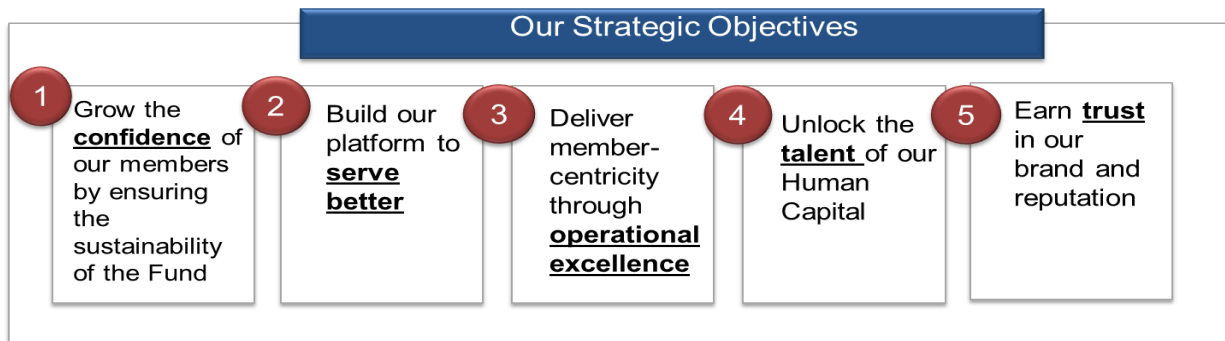 Our Strategic Objectives
1
Grow the
confidence of
our members
by ensuring
the
sustainability
of the Fund
2
Build our
platform to
serve
better
3
Deliver
member-
centricity
through
operational
excellence
4
Unlock the
talent of our
Human
Capital
5
Earn trust
in our
brand and
reputation